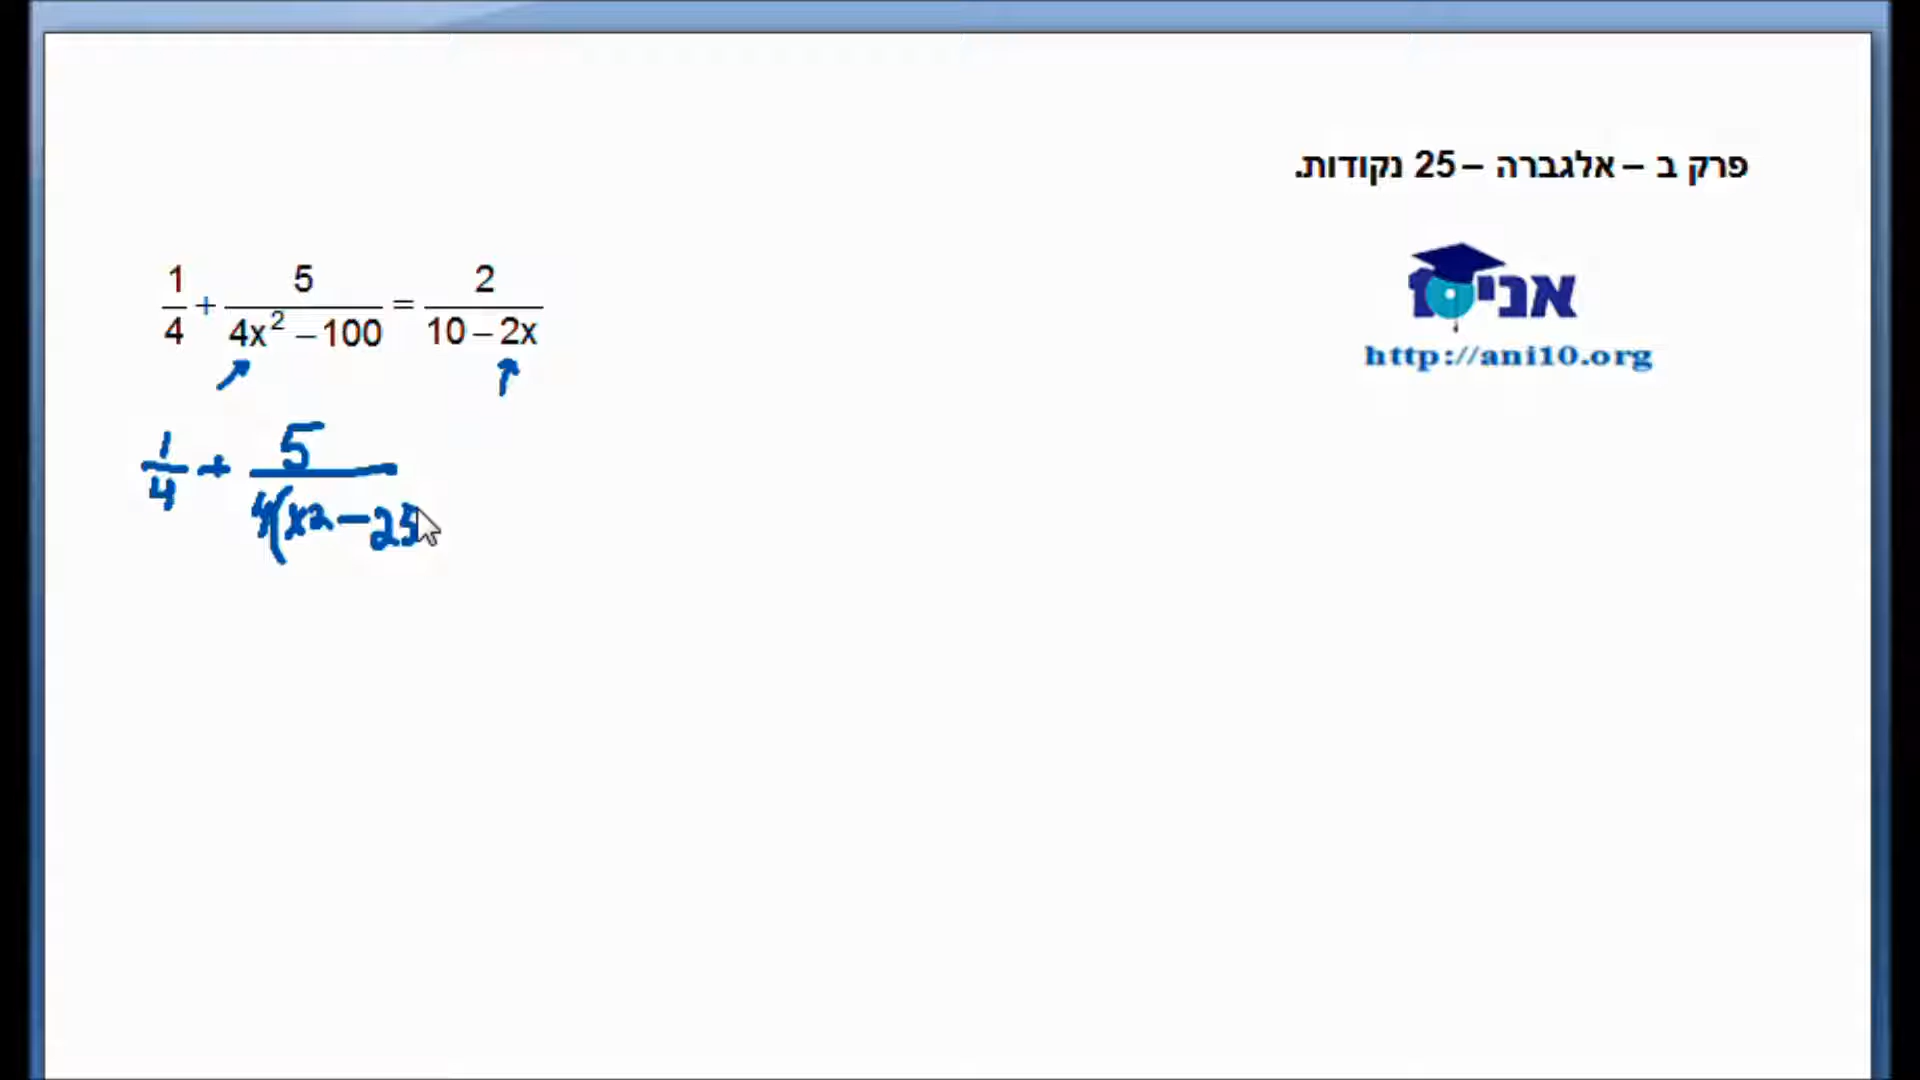 פרק ב – אלגברה – 25 נקודות.
אני10
http://ani10.org
1/4 + 5/(4x² – 100) = 2/(10 – 2x)
1/4 + 5/(4(x2 – 25